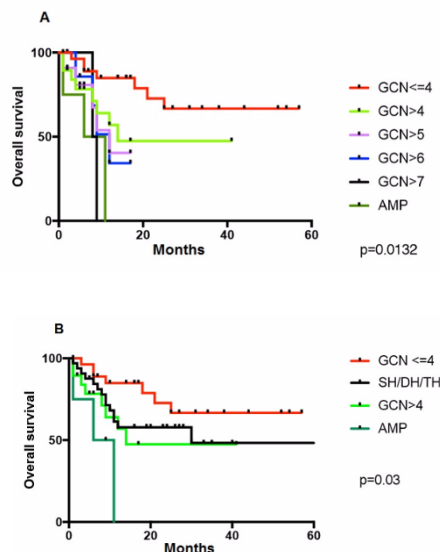 A
Overall survival
100
50
0
0
20
40
60
Months
GCN<=4
GCN>4
GCN>5
GCN>6
GCN>7
AMP
p=0.0132
B
Overall survival
100
50
0
0
20
40
60
Months
GCN <=4
SH/DH/TH
GCN>4
AMP
p=0.03